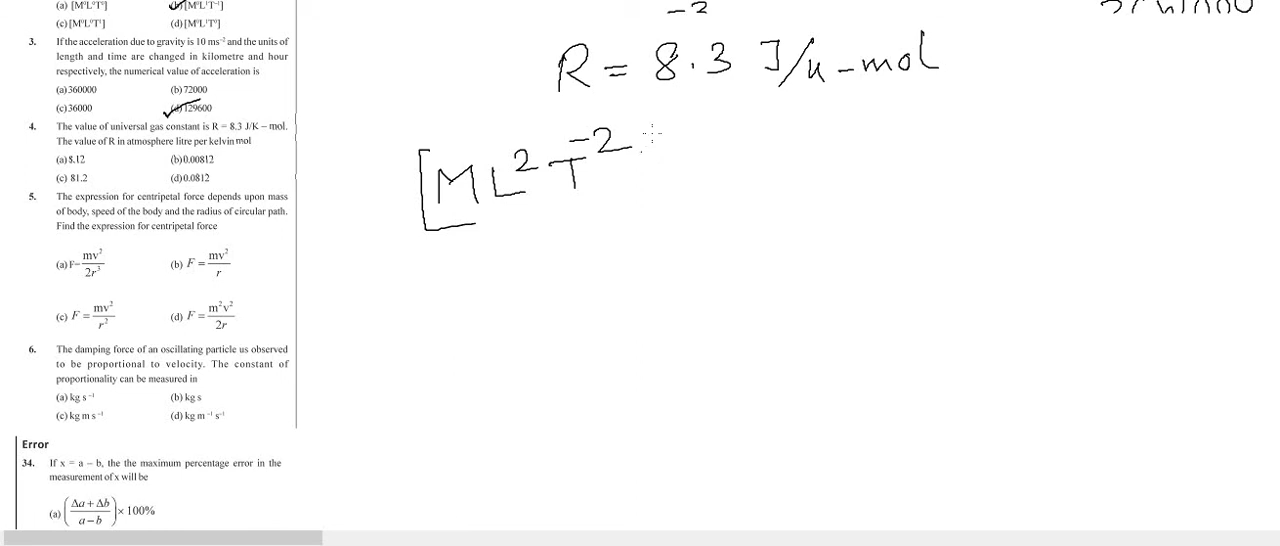 (a) [M⁰L⁰T⁰] (b) [M⁰L¹T⁻¹]
(c) [M⁰L⁰T¹] (d) [M⁰L¹T⁰]
3. If the acceleration due to gravity is 10 ms⁻² and the units of
length and time are changed in kilometre and hour
respectively, the numerical value of acceleration is
(a) 360000 (b) 72000
(c) 36000 (d) 129600
4. The value of universal gas constant is R = 8.3 J/K – mol.
The value of R in atmosphere litre per kelvin mol
(a) 8.12 (b) 0.00812
(c) 81.2 (d) 0.0812
5. The expression for centripetal force depends upon mass
of body, speed of the body and the radius of circular path.
Find the expression for centripetal force
(a) F= mv²/2r³ (b) F = mv²/r
(c) F = mv²/r² (d) F = m²v²/2r
6. The damping force of an oscillating particle us observed
to be proportional to velocity. The constant of
proportionality can be measured in
(a) kg s⁻¹ (b) kg s
(c) kg m s⁻¹ (d) kg m⁻¹ s⁻¹
Error
34. If x = a – b, the the maximum percentage error in the
measurement of x will be
(a) (Δa + Δb / a – b) × 100%
–2
R = 8.3 J/K – mol
[ML²T⁻²